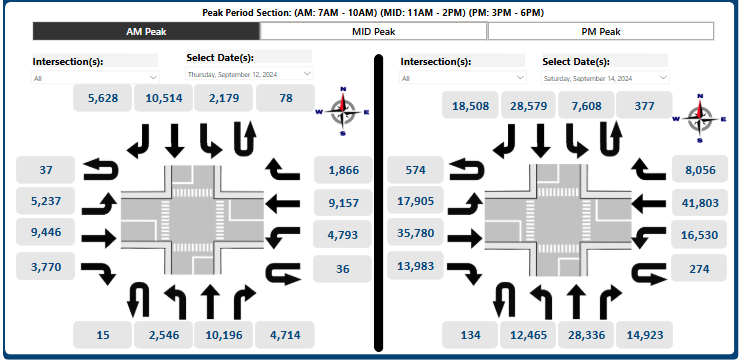 Peak Period Section: (AM: 7AM - 10AM) (MID: 11AM - 2PM) (PM: 3PM - 6PM)
AM Peak MID Peak PM Peak
Intersection(s): Select Date(s):
All Thursday, September 12, 2024
5,628 10,514 2,179 78
N
W E
S
37 1,866
5,237 9,157
9,446 4,793
3,770 36
15 2,546 10,196 4,714
Intersection(s): Select Date(s):
All Saturday, September 14, 2024
18,508 28,579 7,608 377
N
W E
S
574 8,056
17,905 41,803
35,780 16,530
13,983 274
134 12,465 28,336 14,923